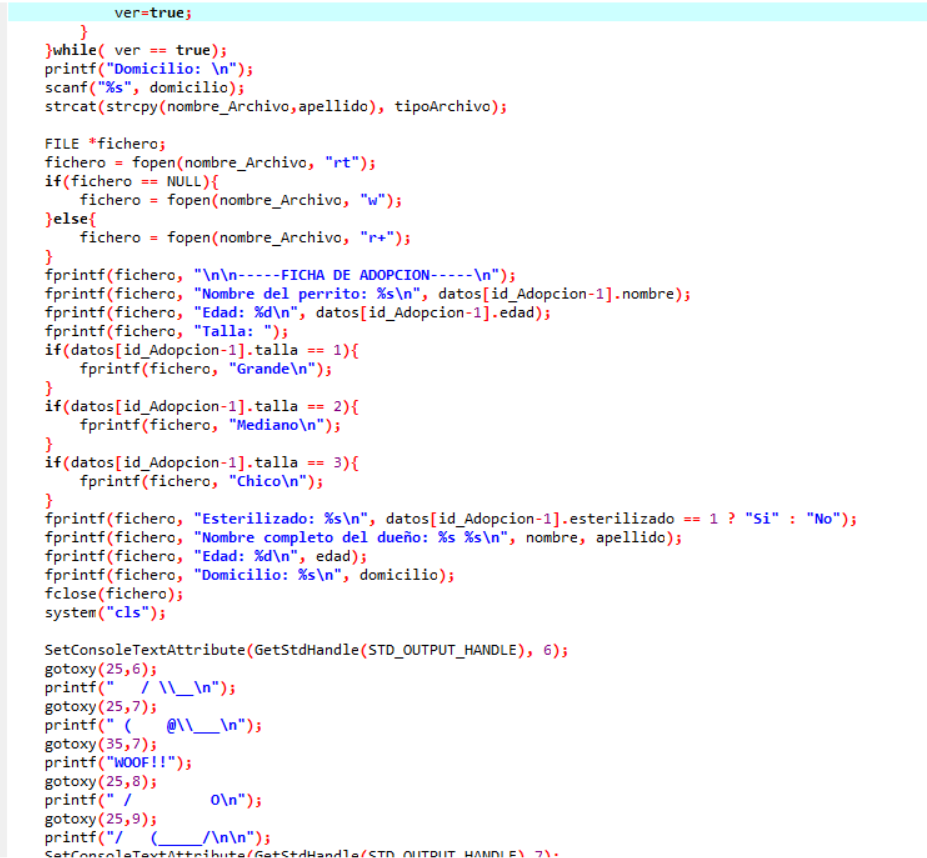 ver=true;
}
}while( ver == true);
printf("Domicilio: \n");
scanf("%s", domicilio);
strcat(strcpy(nombre_Archivo,apellido), tipoArchivo);
FILE *fichero;
fichero = fopen(nombre_Archivo, "rt");
if(fichero == NULL){
fichero = fopen(nombre_Archivo, "w");
}else{
fichero = fopen(nombre_Archivo, "r+");
}
fprintf(fichero, "\n\n-----FICHA DE ADOPCION-----\n");
fprintf(fichero, "Nombre del perrito: %s\n", datos[id_Adopcion-1].nombre);
fprintf(fichero, "Edad: %d\n", datos[id_Adopcion-1].edad);
fprintf(fichero, "Talla: ");
if(datos[id_Adopcion-1].talla == 1){
fprintf(fichero, "Grande\n");
}
if(datos[id_Adopcion-1].talla == 2){
fprintf(fichero, "Mediano\n");
}
if(datos[id_Adopcion-1].talla == 3){
fprintf(fichero, "Chico\n");
}
fprintf(fichero, "Esterilizado: %s\n", datos[id_Adopcion-1].esterilizado == 1 ? "Si" : "No");
fprintf(fichero, "Nombre completo del dueño: %s %s\n", nombre, apellido);
fprintf(fichero, "Edad: %d\n", edad);
fprintf(fichero, "Domicilio: %s\n", domicilio);
fclose(fichero);
system("cls");
SetConsoleTextAttribute(GetStdHandle(STD_OUTPUT_HANDLE), 6);
gotoxy(25,6);
printf("   / \\__\n");
gotoxy(25,7);
printf(" (    @\\___\n");
gotoxy(35,7);
printf("WOOF!!");
gotoxy(25,8);
printf(" /         O\n");
gotoxy(25,9);
printf("/   (_____/\n\n");
SetConsoleTextAttribute(GetStdHandle(STD_OUTPUT_HANDLE), 7);